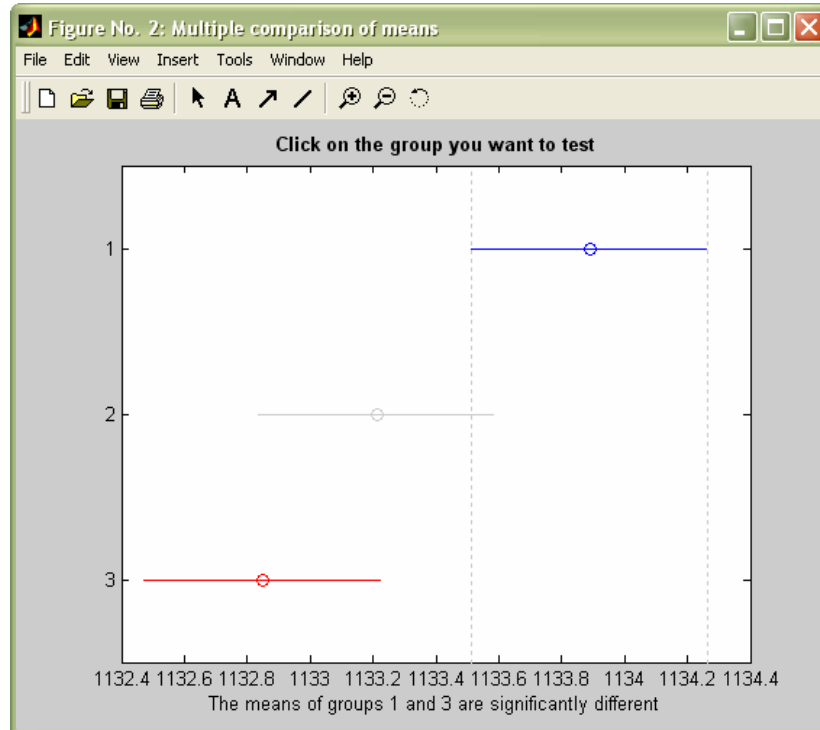 Figure No. 2: Multiple comparison of means
File Edit View Insert Tools Window Help
A
Click on the group you want to test
1
2
3
1132.4 1132.6 1132.8 1133 1133.2 1133.4 1133.6 1133.8 1134 1134.2 1134.4
The means of groups 1 and 3 are significantly different